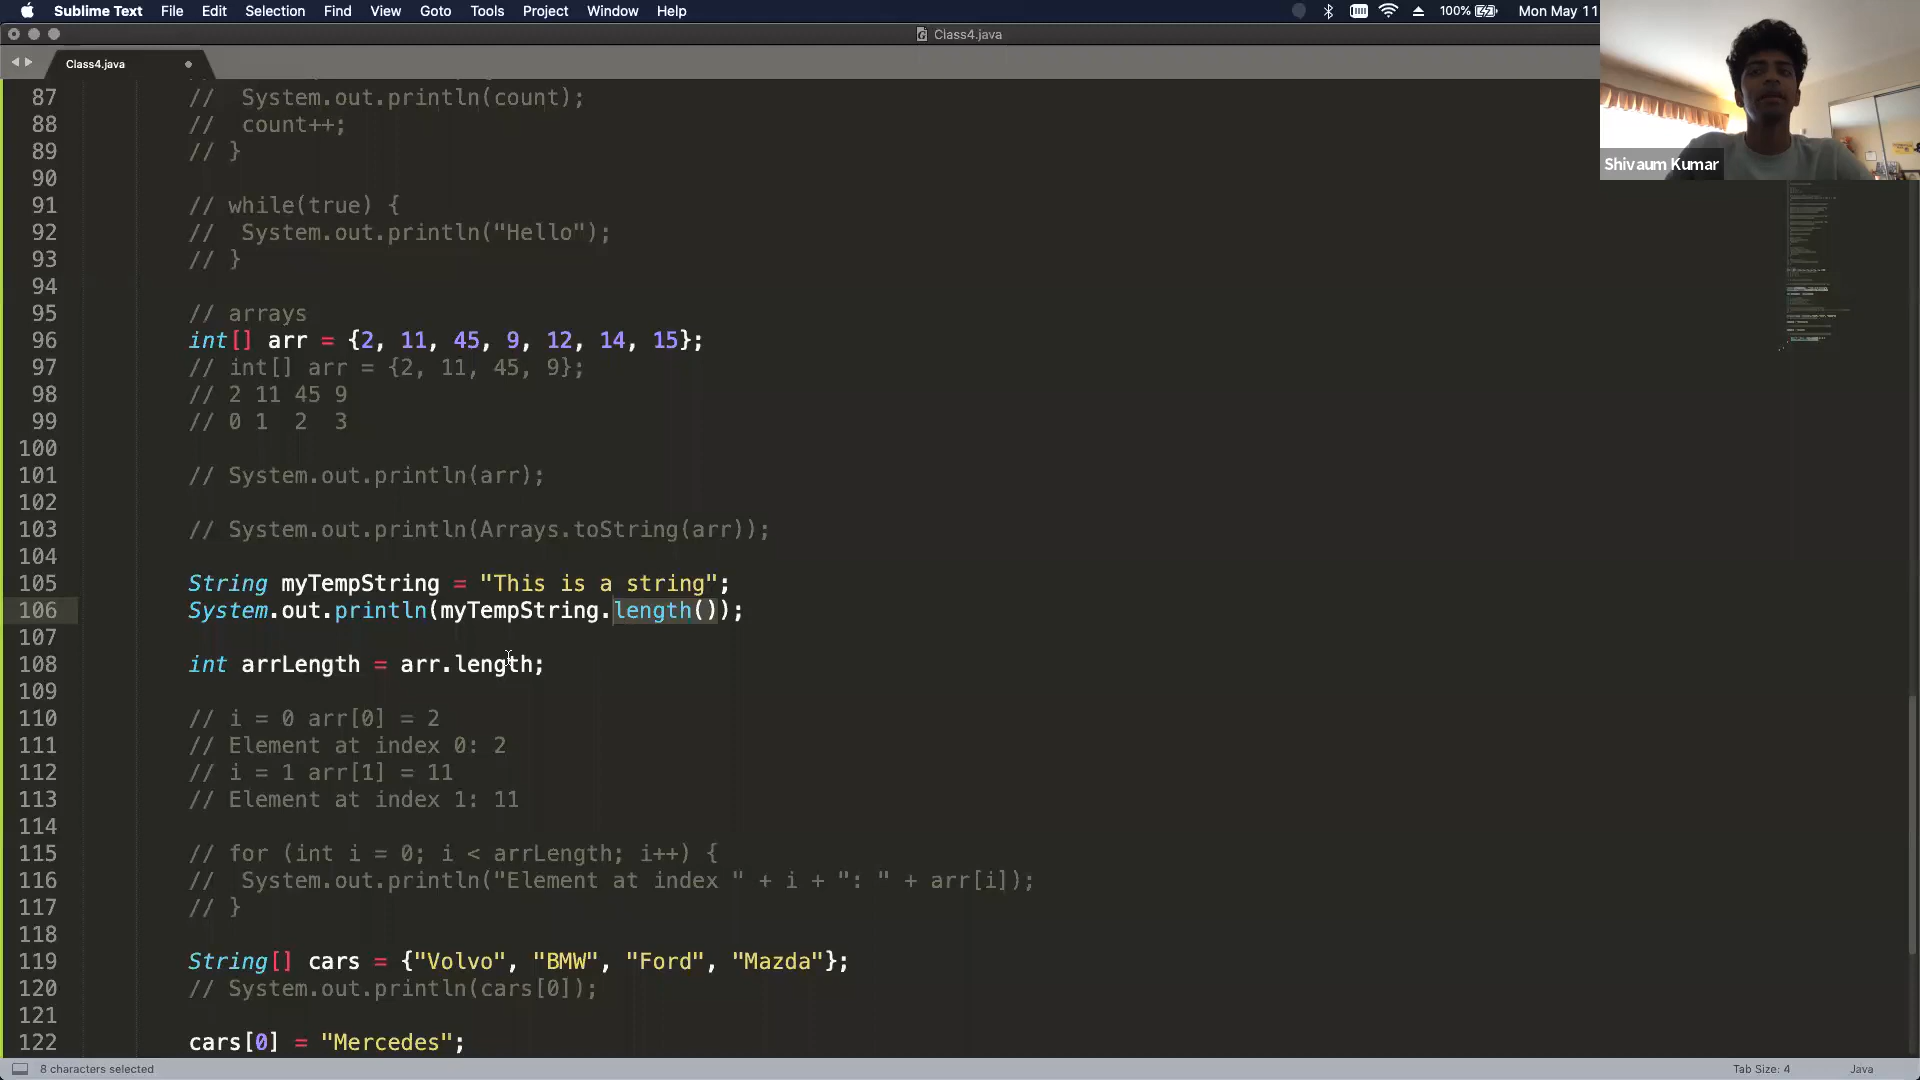 Sublime Text File Edit Selection Find View Goto Tools Project Window Help 100% Mon May 11
Class4.java
Class4.java
Shivaum Kumar
87 // System.out.println(count);
88 // count++;
89 // }
90
91 // while(true) {
92 // System.out.println("Hello");
93 // }
94
95 // arrays
96 int[] arr = {2, 11, 45, 9, 12, 14, 15};
97 // int[] arr = {2, 11, 45, 9};
98 // 2 11 45 9
99 // 0 1 2 3
100
101 // System.out.println(arr);
102
103 // System.out.println(Arrays.toString(arr));
104
105 String myTempString = "This is a string";
106 System.out.println(myTempString.length());
107
108 int arrLength = arr.length;
109
110 // i = 0 arr[0] = 2
111 // Element at index 0: 2
112 // i = 1 arr[1] = 11
113 // Element at index 1: 11
114
115 // for (int i = 0; i < arrLength; i++) {
116 // System.out.println("Element at index " + i + ": " + arr[i]);
117 // }
118
119 String[] cars = {"Volvo", "BMW", "Ford", "Mazda"};
120 // System.out.println(cars[0]);
121
122 cars[0] = "Mercedes";
8 characters selected Tab Size: 4 Java